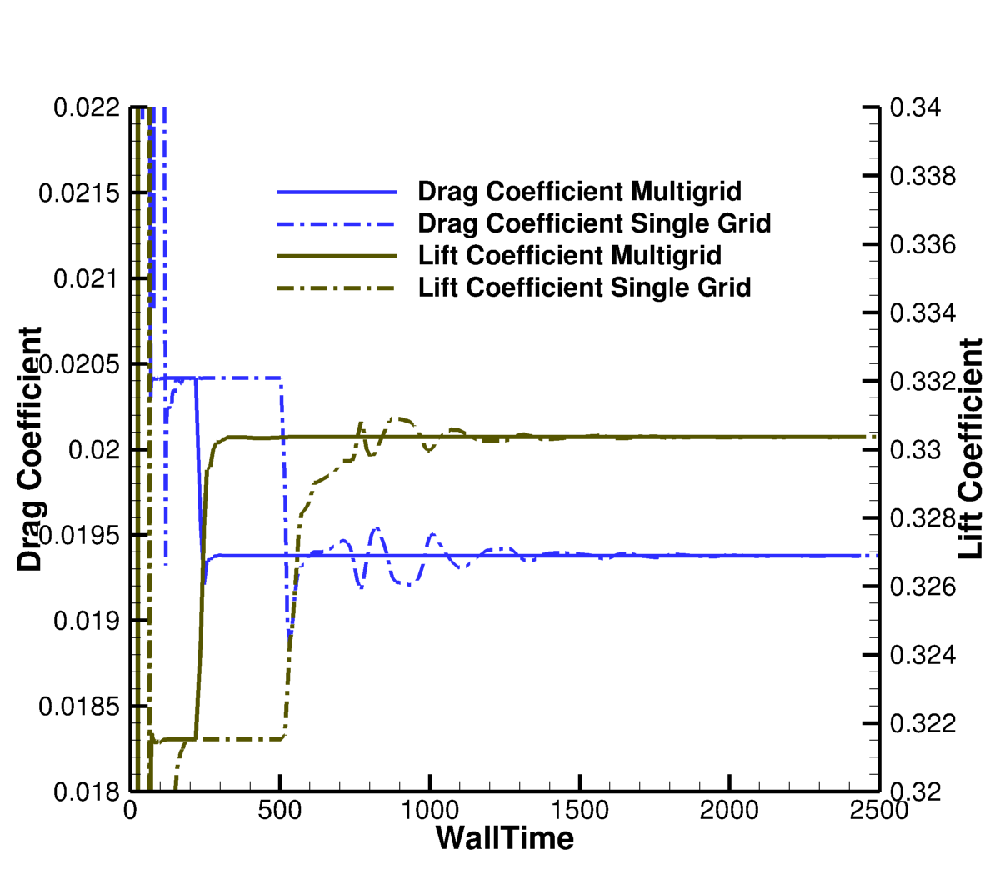 0.022
0.0215
0.021
0.0205
0.02
0.0195
0.019
0.0185
0.018
Drag Coefficient
Drag Coefficient Multigrid
Drag Coefficient Single Grid
Lift Coefficient Multigrid
Lift Coefficient Single Grid
0.34
0.338
0.336
0.334
0.332
0.33
0.328
0.326
0.324
0.322
0.32
Lift Coefficient
0 500 1000 1500 2000 2500
WallTime